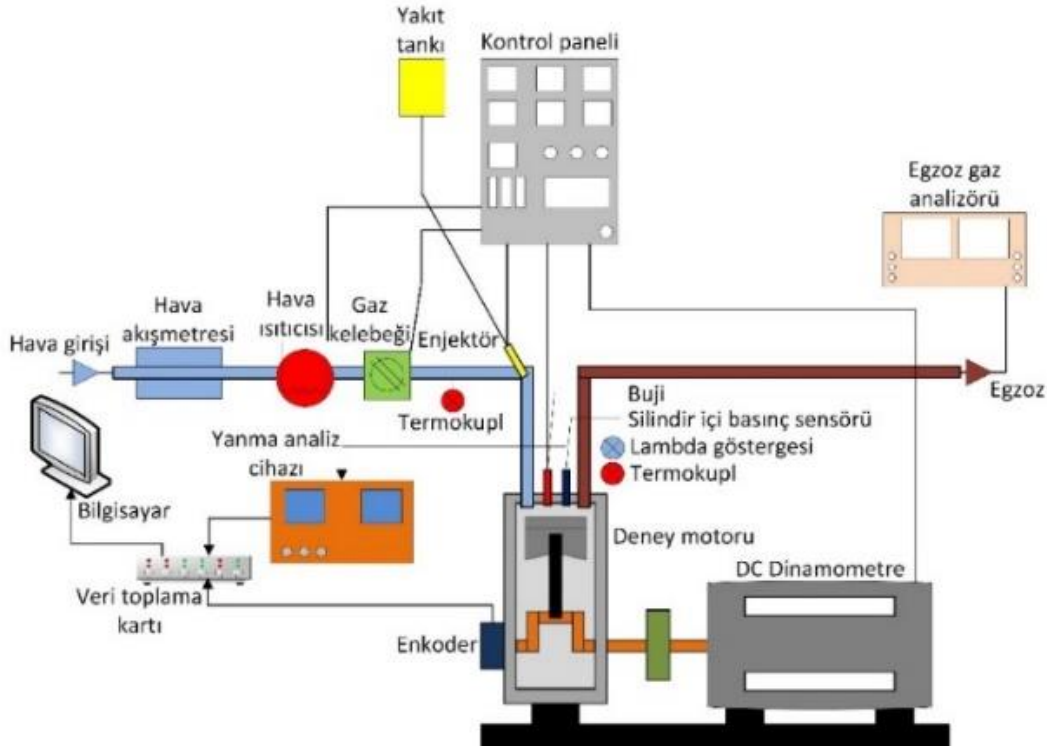 Yakıt
tankı
Kontrol paneli
Egzoz gaz
analizörü
Hava girişi
Hava
akışmetresi
Hava
ısıtıcısı
Gaz
kelebeği
Enjektör
Termokupl
Egzoz
Buji
Silindir içi basınç sensörü
Lambda göstergesi
Termokupl
Yanma analiz
cihazı
Bilgisayar
Deney motoru
DC Dinamometre
Veri toplama
kartı
Enkoder